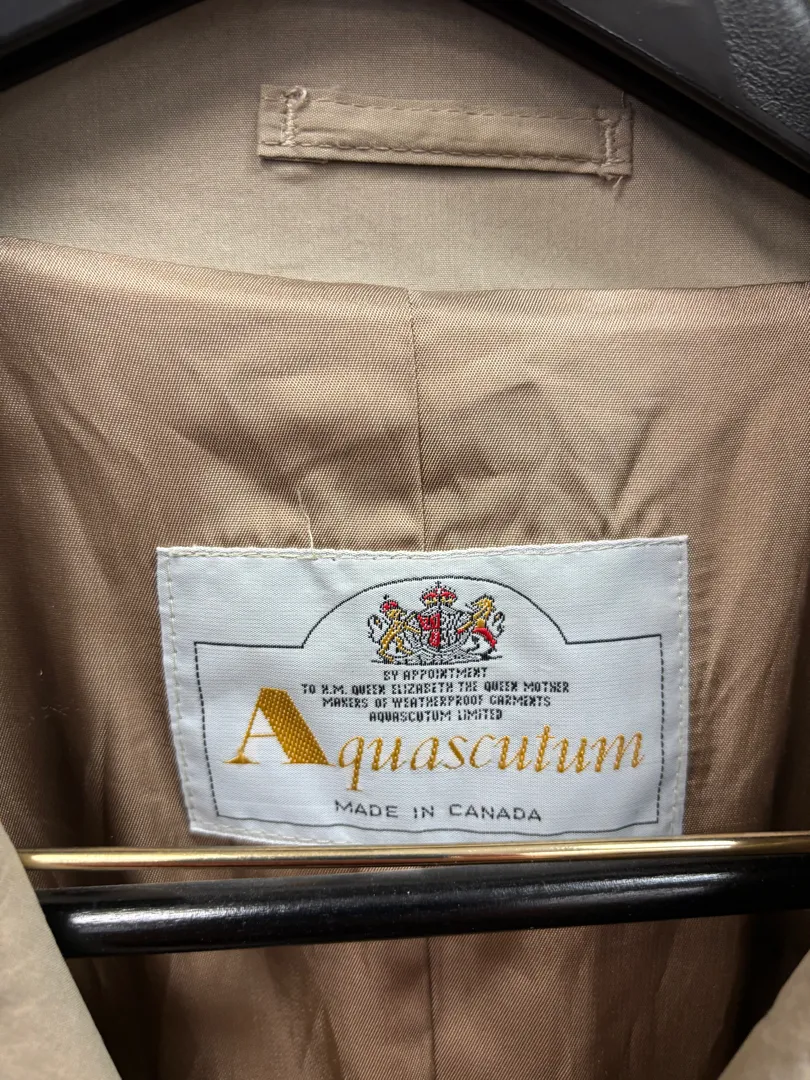 BY APPOINTMENT
TO H.M. QUEEN ELIZABETH THE QUEEN MOTHER
MAKERS OF WEATHERPROOF GARMENTS
AQUASCUTUM LIMITED
Aquascutum
MADE IN CANADA